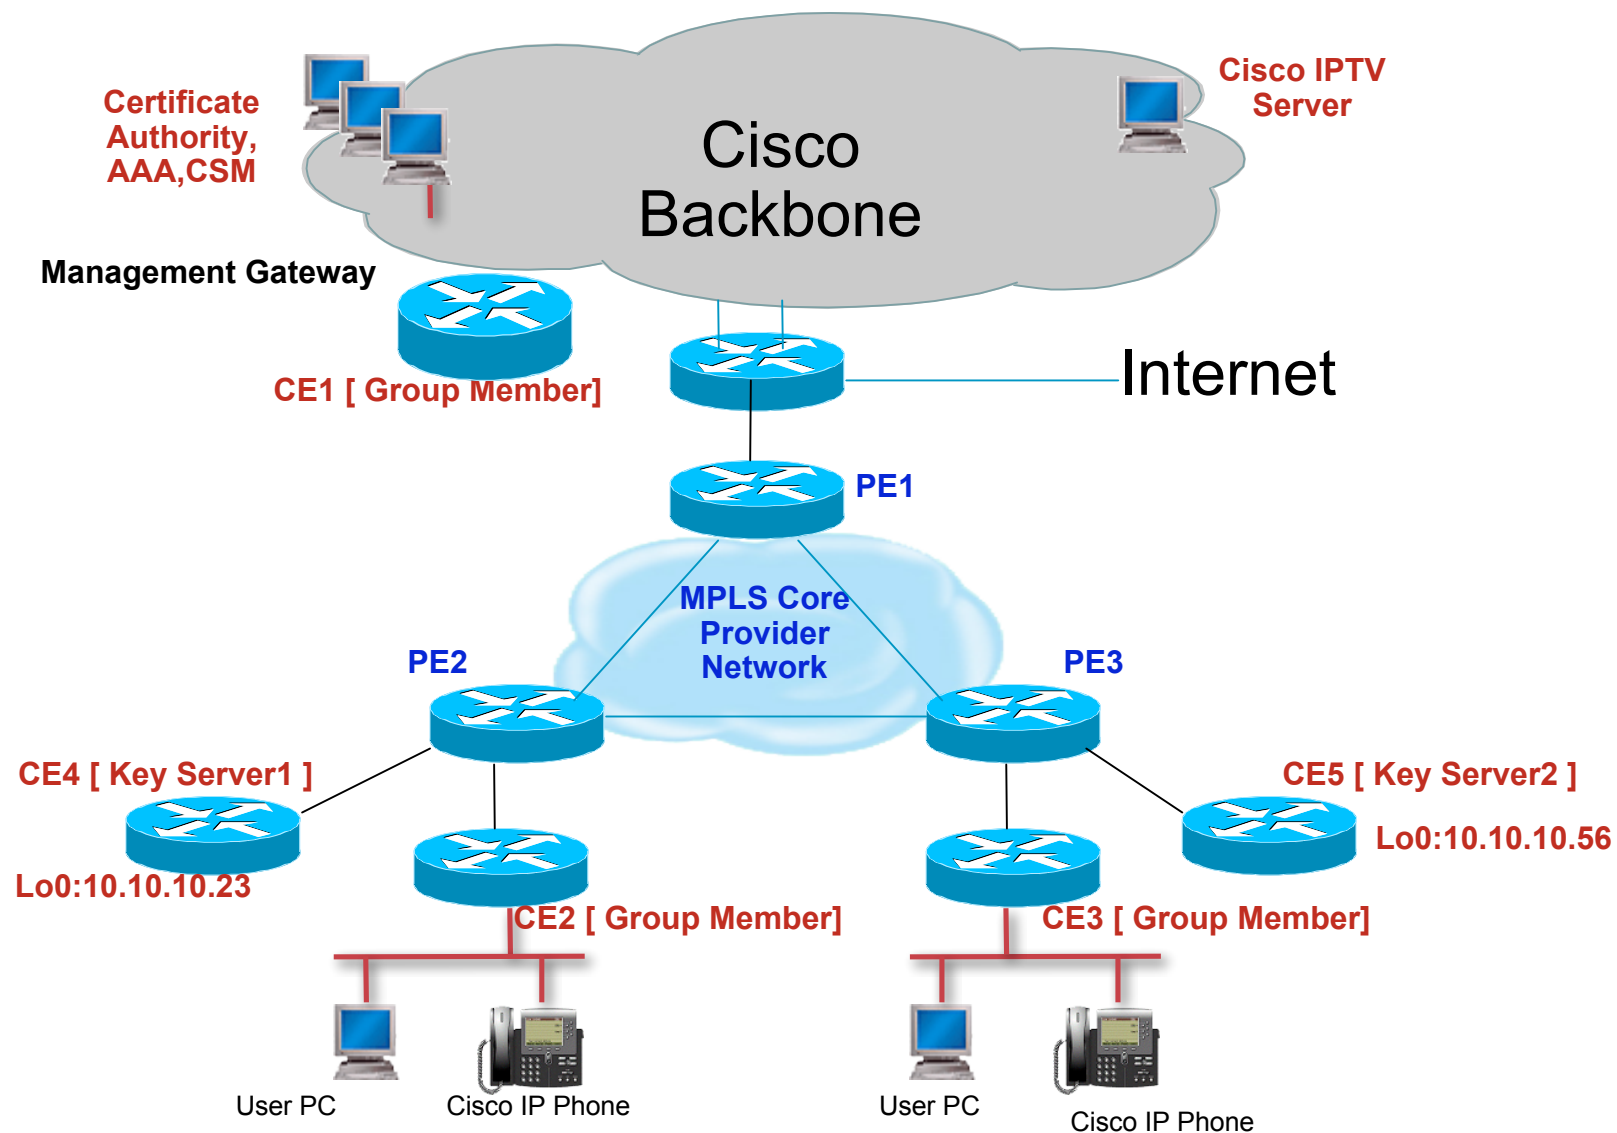 Certificate
Authority,
AAA,CSM
Cisco IPTV
Server
Cisco
Backbone
Management Gateway
CE1 [ Group Member]
Internet
PE1
MPLS Core
Provider
Network
PE2
PE3
CE4 [ Key Server1 ]
CE5 [ Key Server2 ]
Lo0:10.10.10.56
Lo0:10.10.10.23
CE2 [ Group Member]
CE3 [ Group Member]
User PC
Cisco IP Phone
User PC
Cisco IP Phone